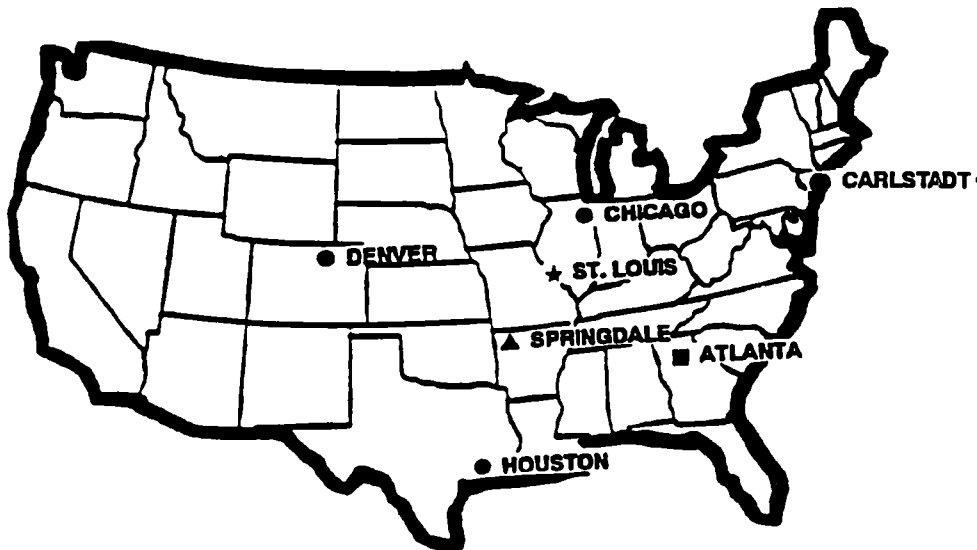 CARLSTADT
CHICAGO
DENVER
ST. LOUIS
SPRINGDALE
ATLANTA
HOUSTON